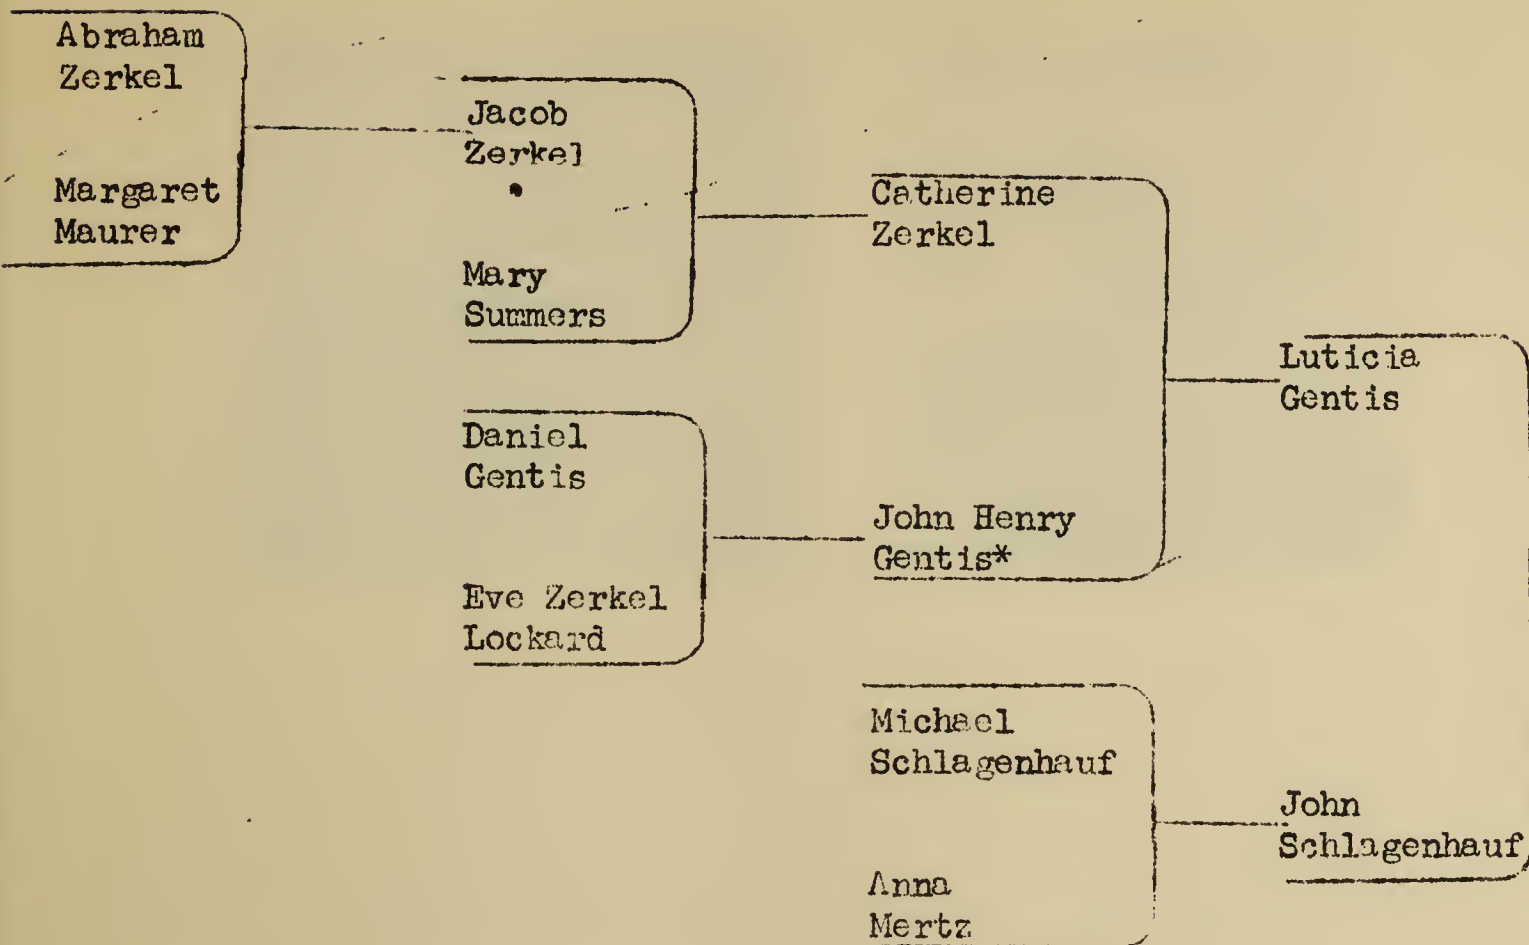 Abraham
Zerkel
Margaret
Maurer
Jacob
Zerkel
Mary
Summers
Daniel
Gentis
Eve Zerkel
Lockard
Catherine
Zerkel
John Henry
Gentis*
Michael
Schlagenhauf
Anna
Mertz
Luticia
Gentis
John
Schlagenhauf